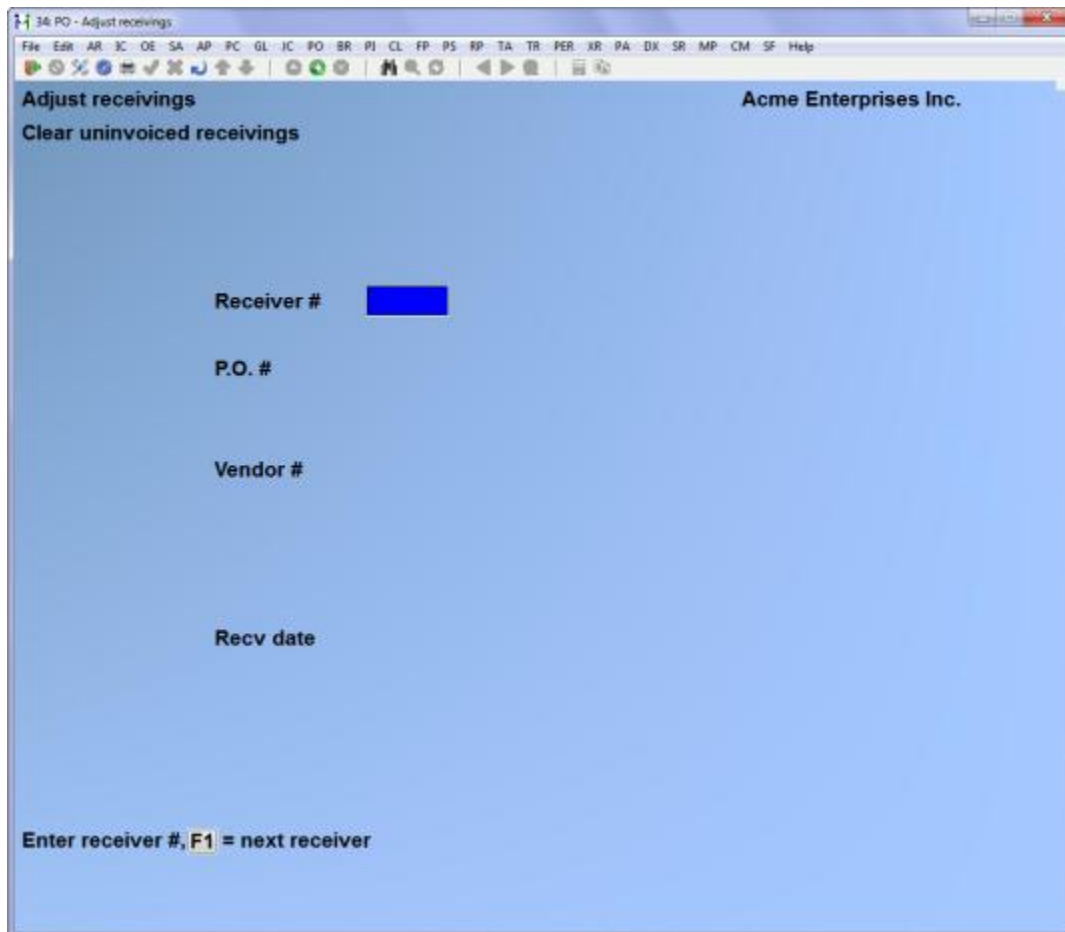 34: PO - Adjust receivings
File Edit AR IC OE SA AP PC GL JC PO BR PJ CL FP PS RP TA TR PER XR PA DX SR MP CM SF Help
Adjust receivings Acme Enterprises Inc.
Clear uninvoiced receivings
Receiver #
P.O. #
Vendor #
Recv date
Enter receiver #, F1 = next receiver